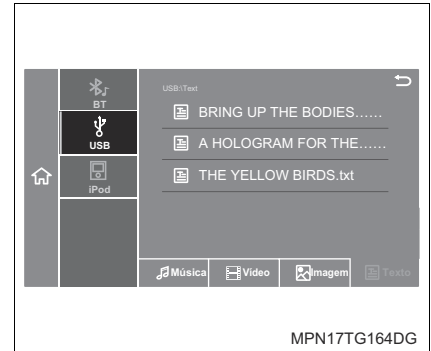 BT
USB
iPod
USB:\Text
BRING UP THE BODIES……
A HOLOGRAM FOR THE……
THE YELLOW BIRDS.txt
Música
Video
Imagem
Texto
MPN17TG164DG